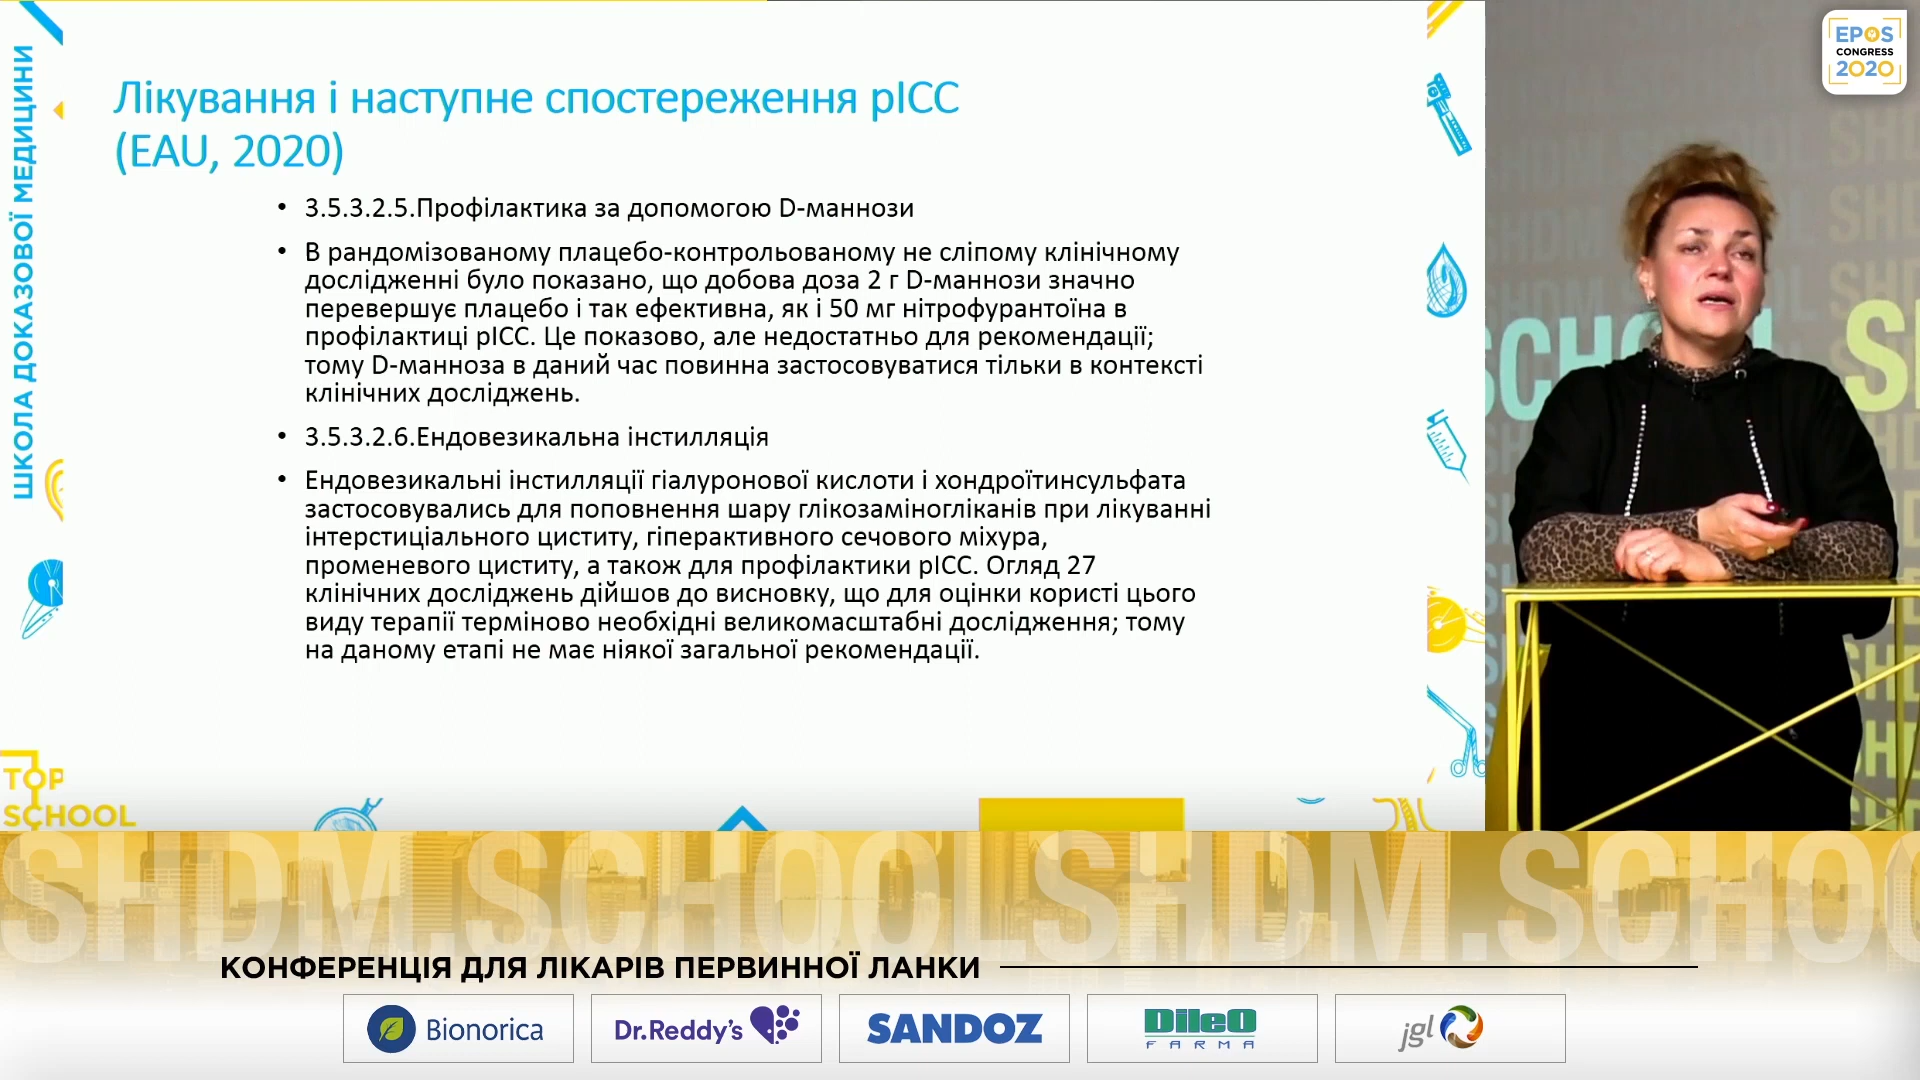 ШКОЛА ДОКАЗОВОЇ МЕДИЦИНИ
Лікування і наступне спостереження рІСС
(EAU, 2020)
• 3.5.3.2.5.Профілактика за допомогою D-маннози
• В рандомізованому плацебо-контрольованому не сліпому клінічному
дослідженні було показано, що добова доза 2 г D-маннози значно
перевершує плацебо і так ефективна, як і 50 мг нітрофурантоїна в
профілактиці рІСС. Це показово, але недостатньо для рекомендації;
тому D-манноза в даний час повинна застосовуватися тільки в контексті
клінічних досліджень.
• 3.5.3.2.6.Ендовезикальна інстилляція
• Ендовезикальні інстилляції гіалуронової кислоти і хондроїтинсульфата
застосовувались для поповнення шару глікозаміногліканів при лікуванні
інтерстиціального циститу, гіперактивного сечового міхура,
променевого циститу, а також для профілактики рІСС. Огляд 27
клінічних досліджень дійшов до висновку, що для оцінки користі цього
виду терапії терміново необхідні великомасштабні дослідження; тому
на даному етапі не має ніякої загальної рекомендації.
TOP
SCHOOL
EPOS
CONGRESS
2020
SHDM.SCHOOLSHDM.SCHOO
КОНФЕРЕНЦІЯ ДЛЯ ЛІКАРІВ ПЕРВИННОЇ ЛАНКИ
Bionorica
Dr.Reddy's
SANDOZ
DileO
FARMA
jgl